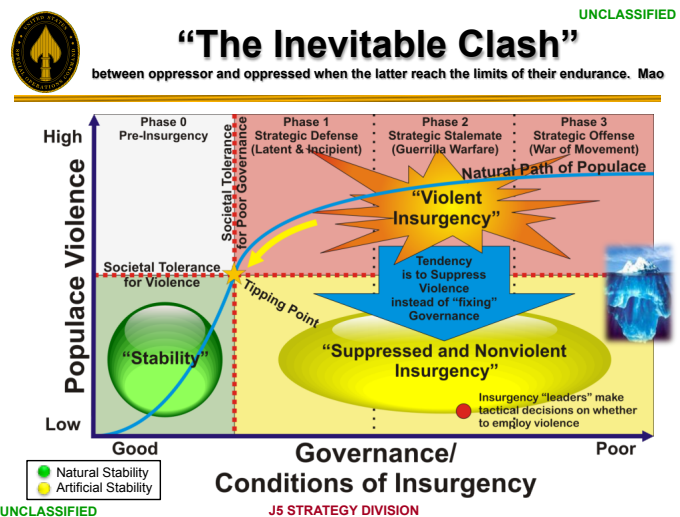 UNCLASSIFIED
“The Inevitable Clash”
between oppressor and oppressed when the latter reach the limits of their endurance. Mao
UNITED STATES
SPECIAL OPERATIONS COMMAND
Populace Violence
High
Low
Phase 0
Pre-Insurgency
Societal Tolerance
for Poor Governance
Phase 1
Strategic Defense
(Latent & Incipient)
Phase 2
Strategic Stalemate
(Guerrilla Warfare)
Phase 3
Strategic Offense
(War of Movement)
Natural Path of Populace
“Violent
Insurgency”
Societal Tolerance
for Violence
Tipping Point
Tendency
is to Suppress
Violence
instead of “fixing”
Governance
“Stability”
“Suppressed and Nonviolent
Insurgency”
Insurgency “leaders” make
tactical decisions on whether
to employ violence
Good
Governance/
Conditions of Insurgency
Poor
Natural Stability
Artificial Stability
UNCLASSIFIED
J5 STRATEGY DIVISION